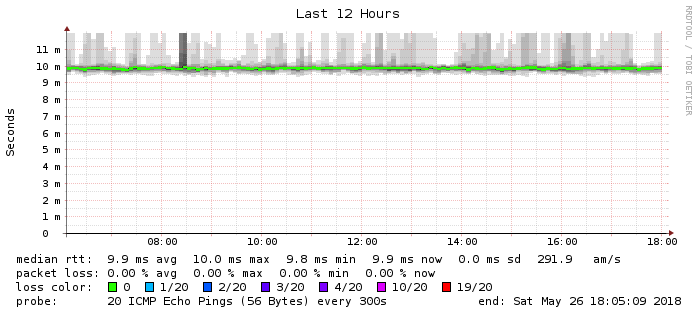 Last 12 Hours
RRDTOOL / TOBI OETIKER
Seconds
11 m
10 m
9 m
8 m
7 m
6 m
5 m
4 m
3 m
2 m
1 m
0
08:00 10:00 12:00 14:00 16:00 18:00
median rtt: 9.9 ms avg 10.0 ms max 9.8 ms min 9.9 ms now 0.0 ms sd 291.9 am/s
packet loss: 0.00 % avg 0.00 % max 0.00 % min 0.00 % now
loss color: 0 1/20 2/20 3/20 4/20 10/20 19/20
probe: 20 ICMP Echo Pings (56 Bytes) every 300s end: Sat May 26 18:05:09 2018